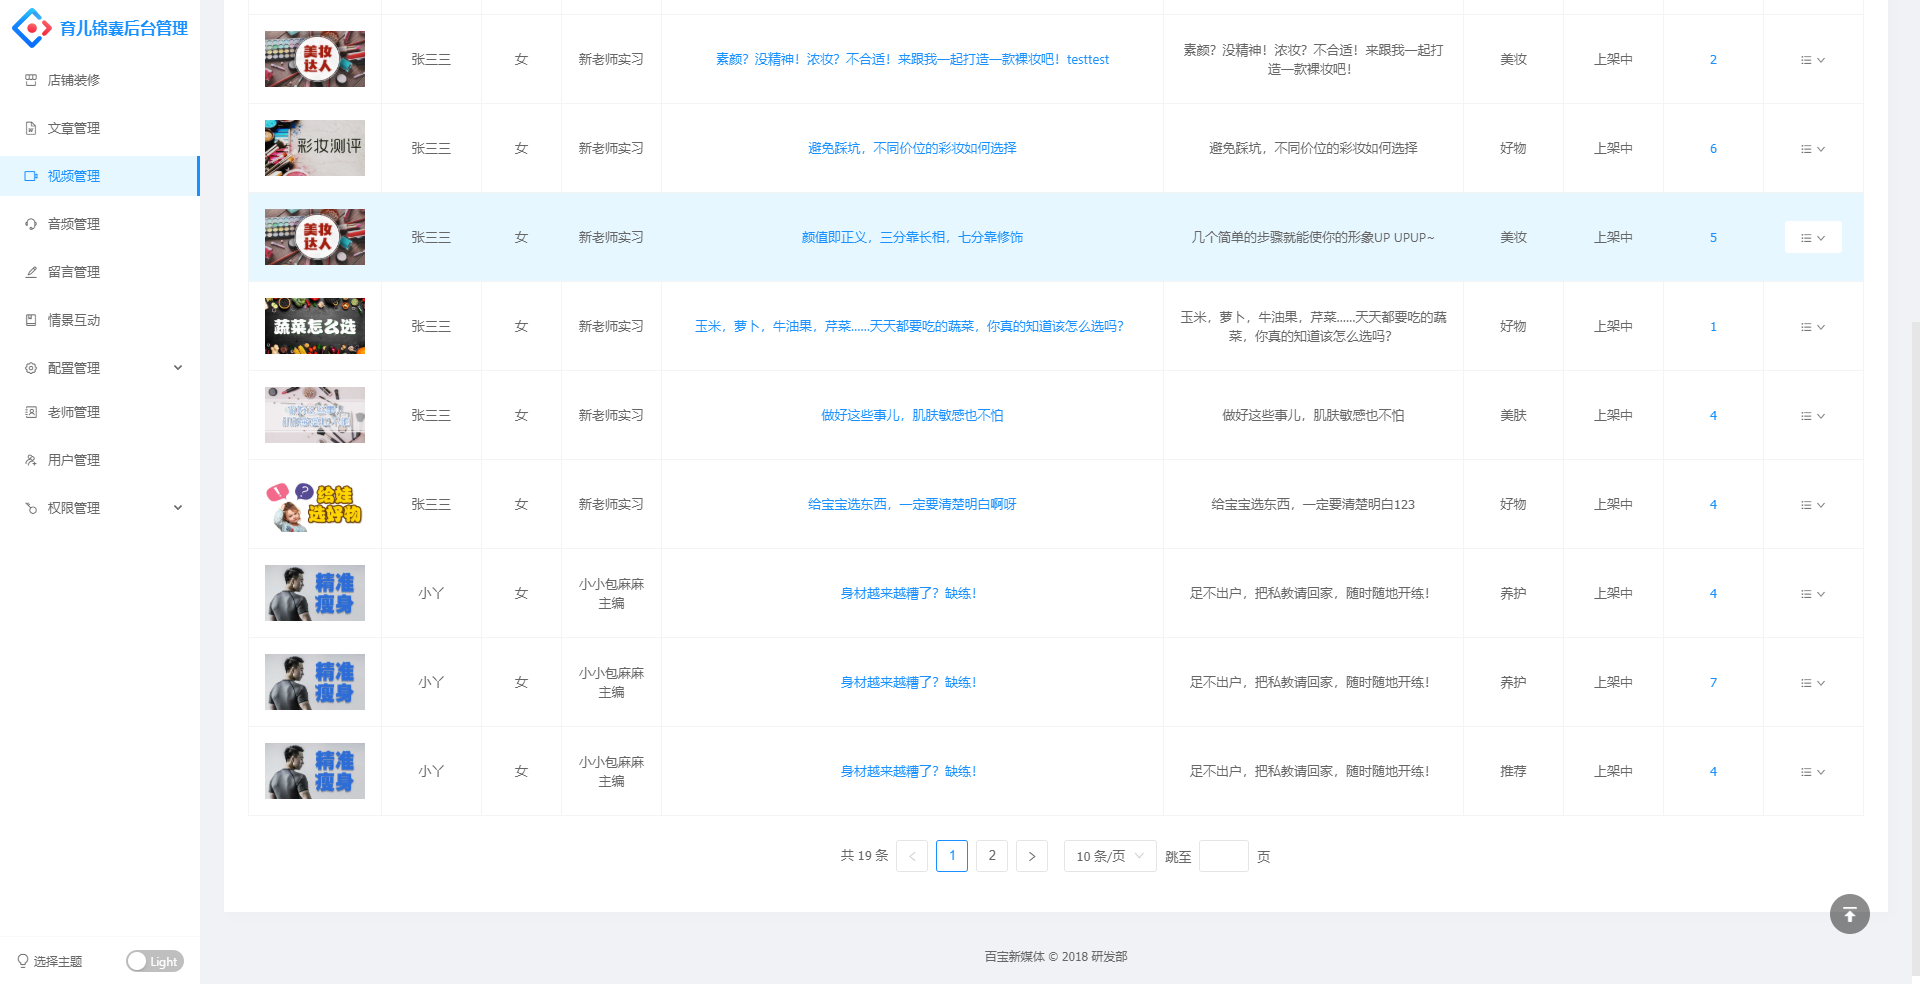 育儿锦囊后台管理
店铺装修
文章管理
视频管理
音频管理
留言管理
情景互动
配置管理
老师管理
用户管理
权限管理
选择主题
Light
美妆
达人
张三三
女
新老师实习
素颜？没精神！浓妆？不合适！来跟我一起打造一款裸妆吧！testtest
素颜？没精神！浓妆？不合适！来跟我一起打
造一款裸妆吧！
美妆
上架中
2
彩妆测评
张三三
女
新老师实习
避免踩坑，不同价位的彩妆如何选择
避免踩坑，不同价位的彩妆如何选择
好物
上架中
6
美妆
达人
张三三
女
新老师实习
颜值即正义，三分靠长相，七分靠修饰
几个简单的步骤就能使你的形象UP UPUP~
美妆
上架中
5
蔬菜怎么选
张三三
女
新老师实习
玉米，萝卜，牛油果，芹菜......天天都要吃的蔬菜，你真的知道该怎么选吗？
玉米，萝卜，牛油果，芹菜......天天都要吃的蔬
菜，你真的知道该怎么选吗？
好物
上架中
1
张三三
女
新老师实习
做好这些事儿，肌肤敏感也不怕
做好这些事儿，肌肤敏感也不怕
美肤
上架中
4
给娃
选好物
张三三
女
新老师实习
给宝宝选东西，一定要清楚明白啊呀
给宝宝选东西，一定要清楚明白123
好物
上架中
4
精准
瘦身
小丫
女
小小包麻麻
主编
身材越来越糟了？缺练！
足不出户，把私教请回家，随时随地开练！
养护
上架中
4
精准
瘦身
小丫
女
小小包麻麻
主编
身材越来越糟了？缺练！
足不出户，把私教请回家，随时随地开练！
养护
上架中
7
精准
瘦身
小丫
女
小小包麻麻
主编
身材越来越糟了？缺练！
足不出户，把私教请回家，随时随地开练！
推荐
上架中
4
共 19 条
1
2
10 条/页
跳至
页
百宝新媒体 © 2018 研发部